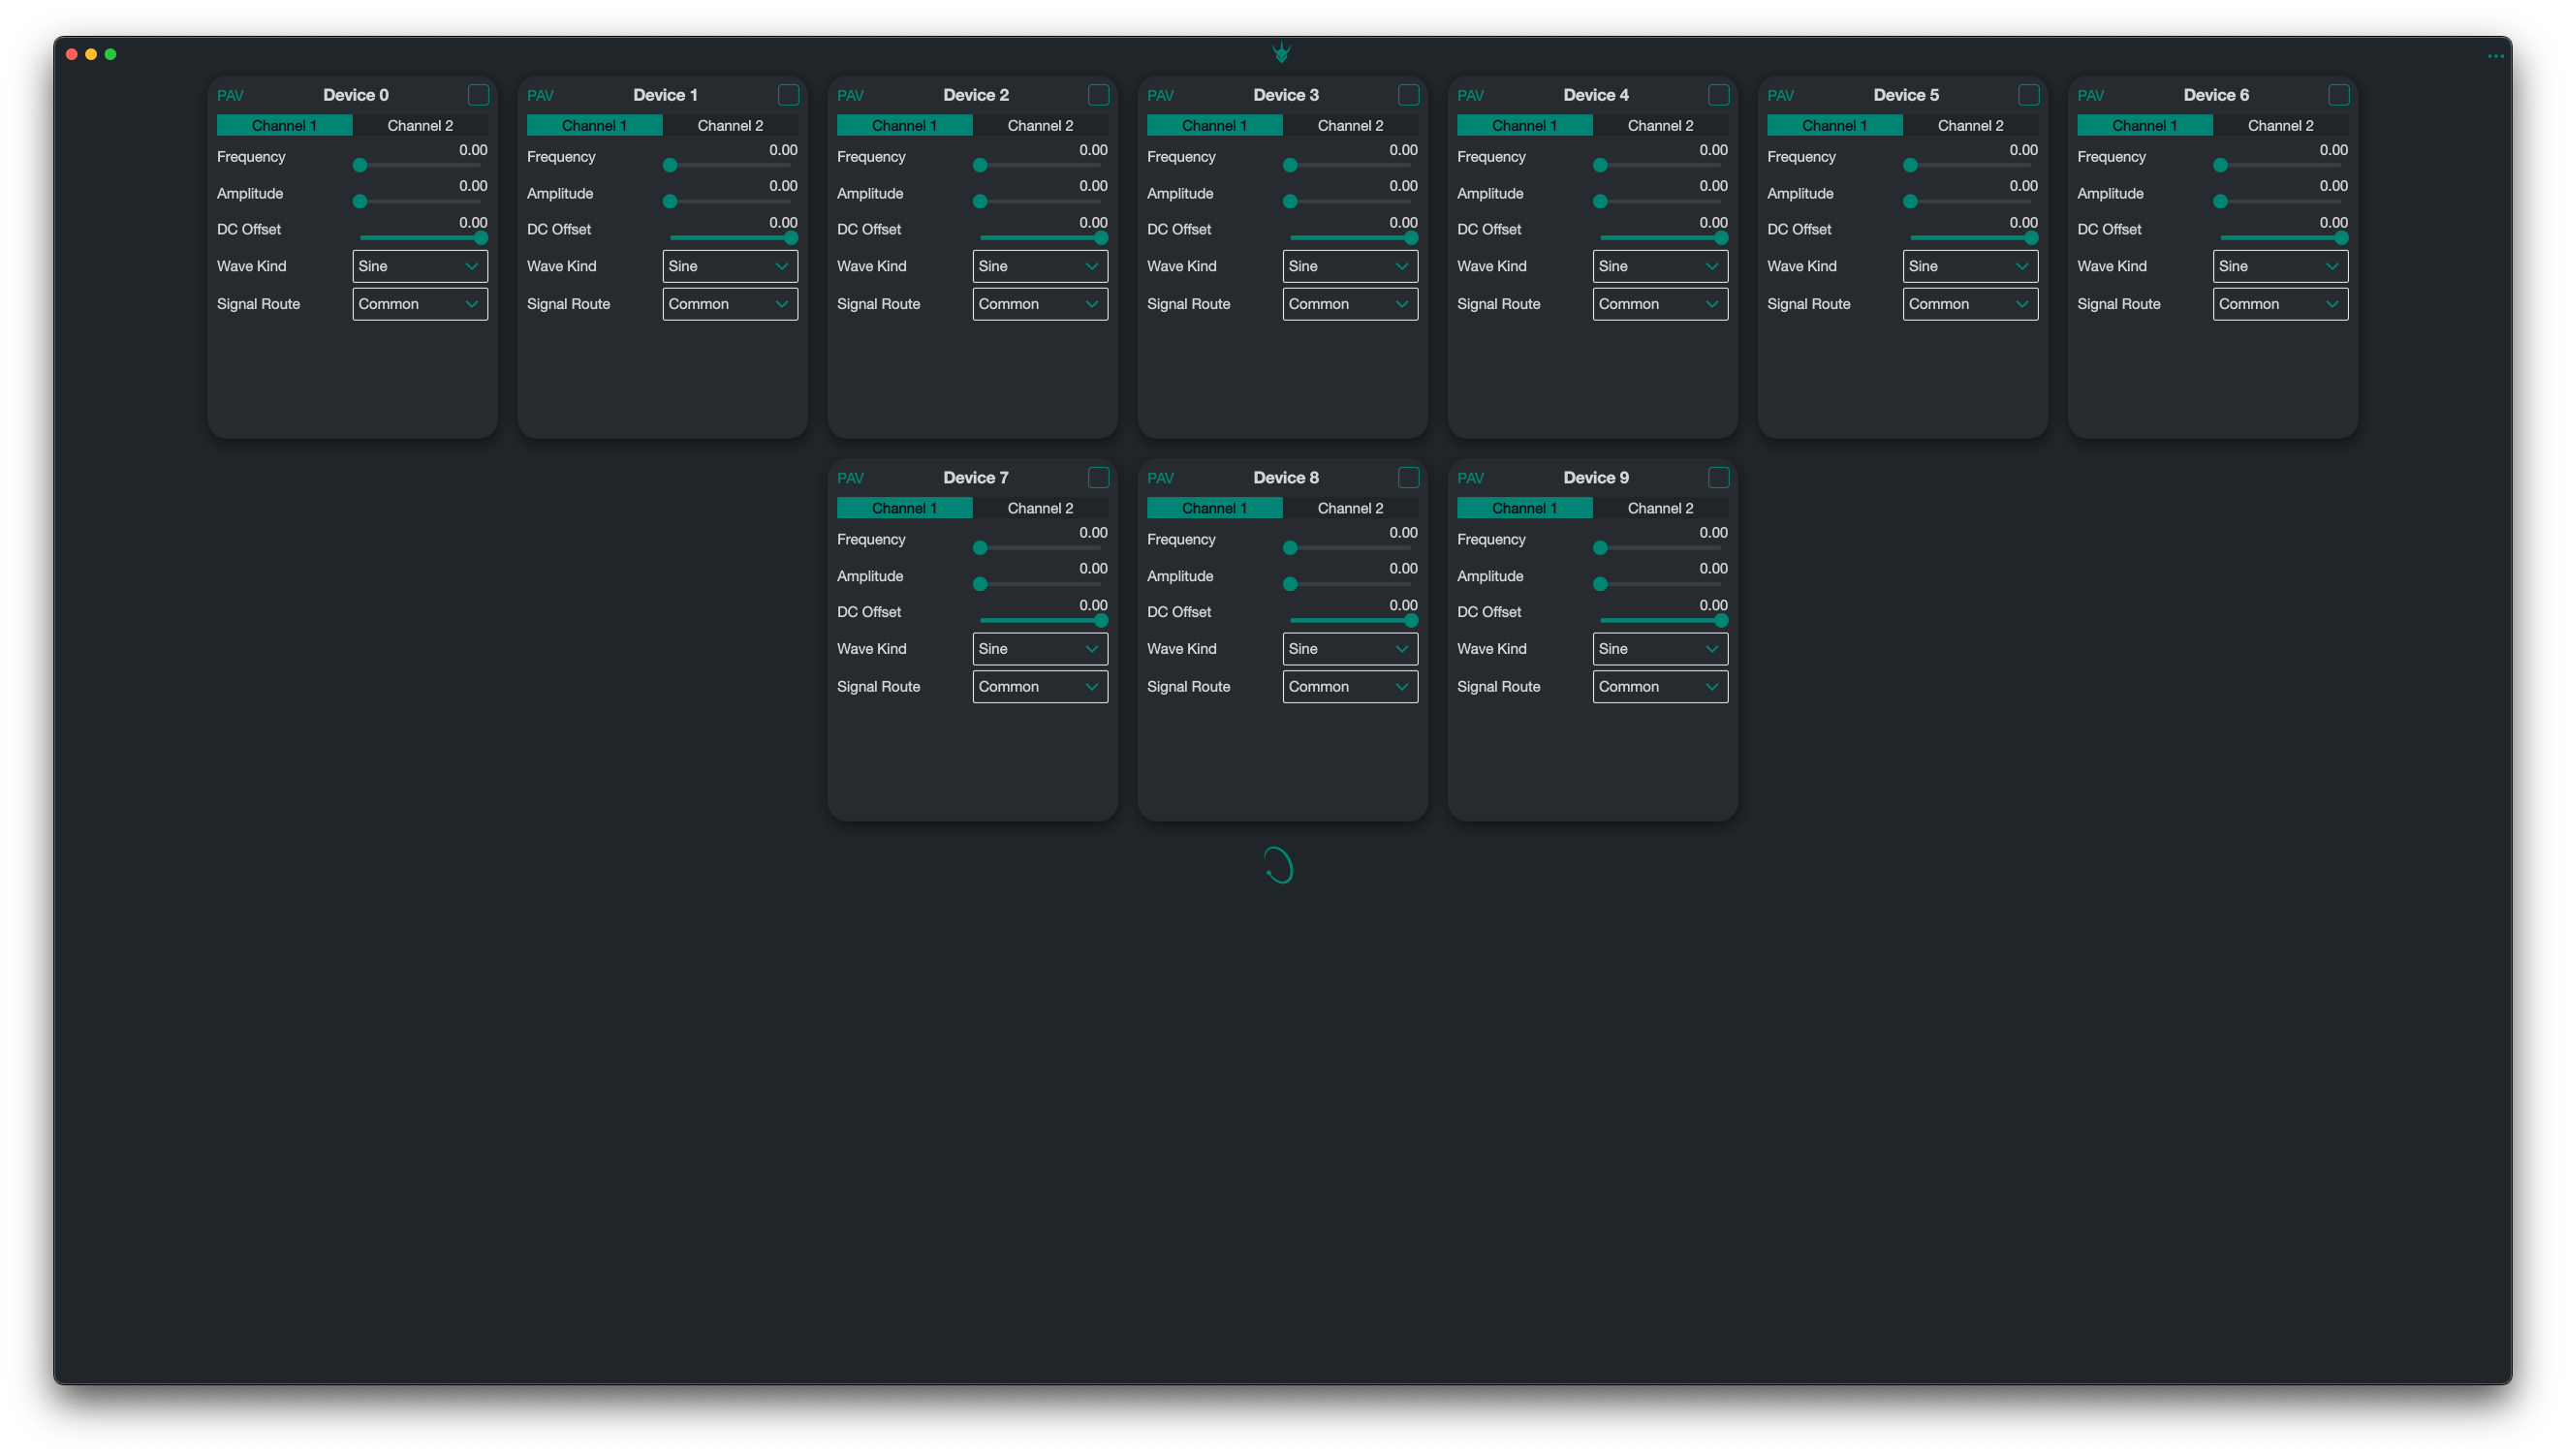 PAV Device 0
Channel 1 Channel 2
Frequency 0.00
Amplitude 0.00
DC Offset 0.00
Wave Kind Sine
Signal Route Common
PAV Device 1
Channel 1 Channel 2
Frequency 0.00
Amplitude 0.00
DC Offset 0.00
Wave Kind Sine
Signal Route Common
PAV Device 2
Channel 1 Channel 2
Frequency 0.00
Amplitude 0.00
DC Offset 0.00
Wave Kind Sine
Signal Route Common
PAV Device 3
Channel 1 Channel 2
Frequency 0.00
Amplitude 0.00
DC Offset 0.00
Wave Kind Sine
Signal Route Common
PAV Device 4
Channel 1 Channel 2
Frequency 0.00
Amplitude 0.00
DC Offset 0.00
Wave Kind Sine
Signal Route Common
PAV Device 5
Channel 1 Channel 2
Frequency 0.00
Amplitude 0.00
DC Offset 0.00
Wave Kind Sine
Signal Route Common
PAV Device 6
Channel 1 Channel 2
Frequency 0.00
Amplitude 0.00
DC Offset 0.00
Wave Kind Sine
Signal Route Common
PAV Device 7
Channel 1 Channel 2
Frequency 0.00
Amplitude 0.00
DC Offset 0.00
Wave Kind Sine
Signal Route Common
PAV Device 8
Channel 1 Channel 2
Frequency 0.00
Amplitude 0.00
DC Offset 0.00
Wave Kind Sine
Signal Route Common
PAV Device 9
Channel 1 Channel 2
Frequency 0.00
Amplitude 0.00
DC Offset 0.00
Wave Kind Sine
Signal Route Common